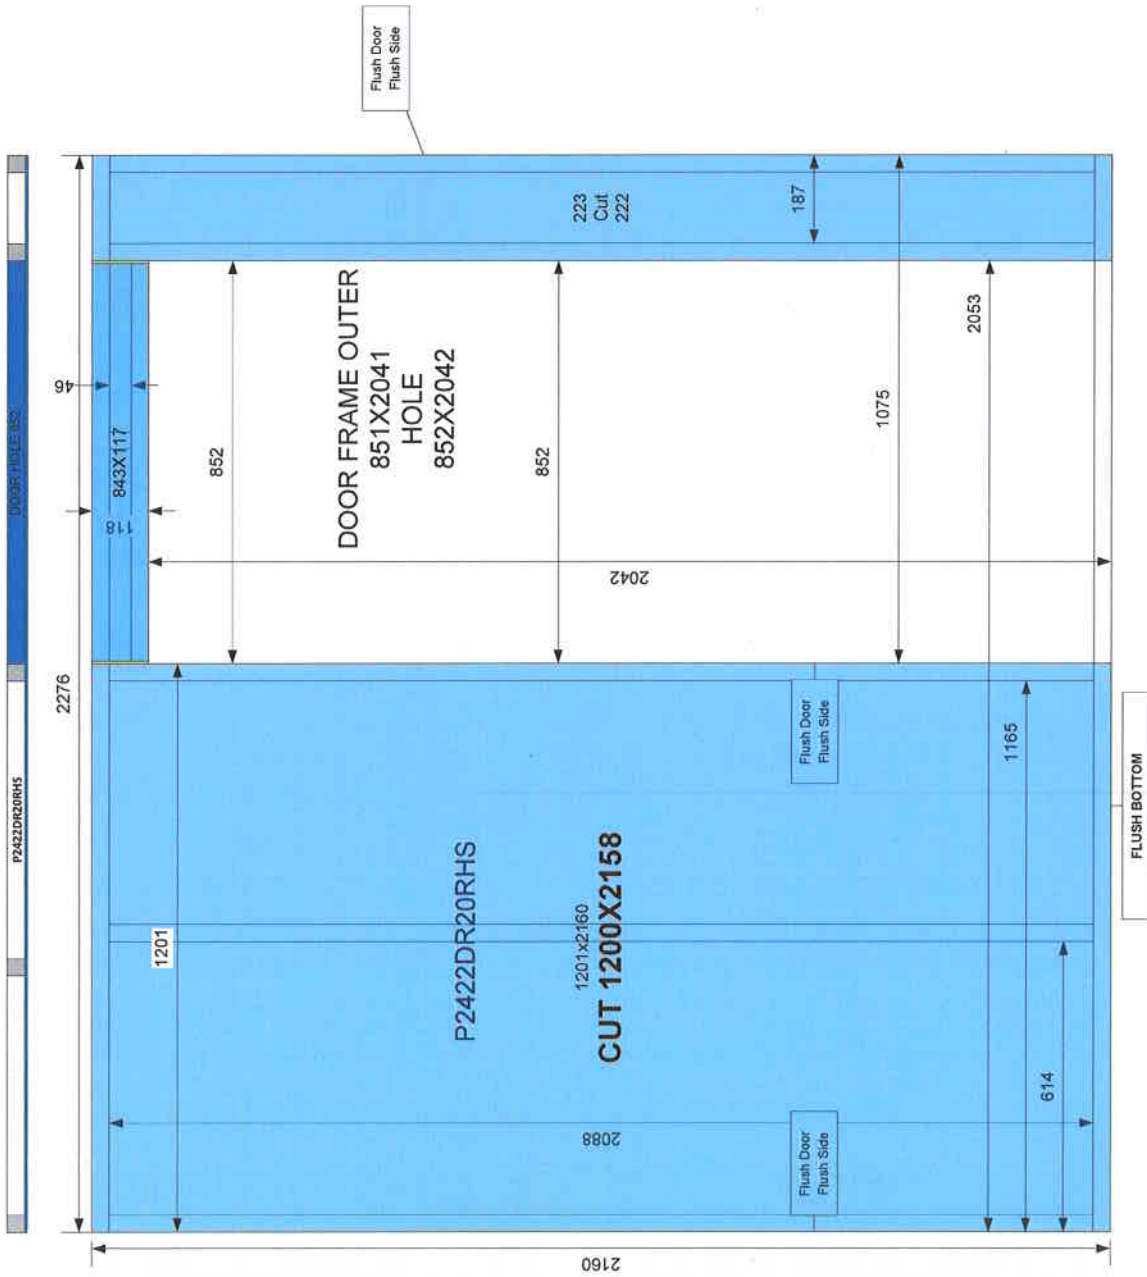 P2422DR20RHS
DOOR HOLE 852
2276
Flush Door
Flush Side
46
843X117
118
852
DOOR FRAME OUTER
851X2041
HOLE
852X2042
223
Cut
222
187
1201
P2422DR20RHS
1201x2160
CUT 1200X2158
852
2042
1075
2053
2088
Flush Door
Flush Side
Flush Door
Flush Side
1165
614
2160
FLUSH BOTTOM